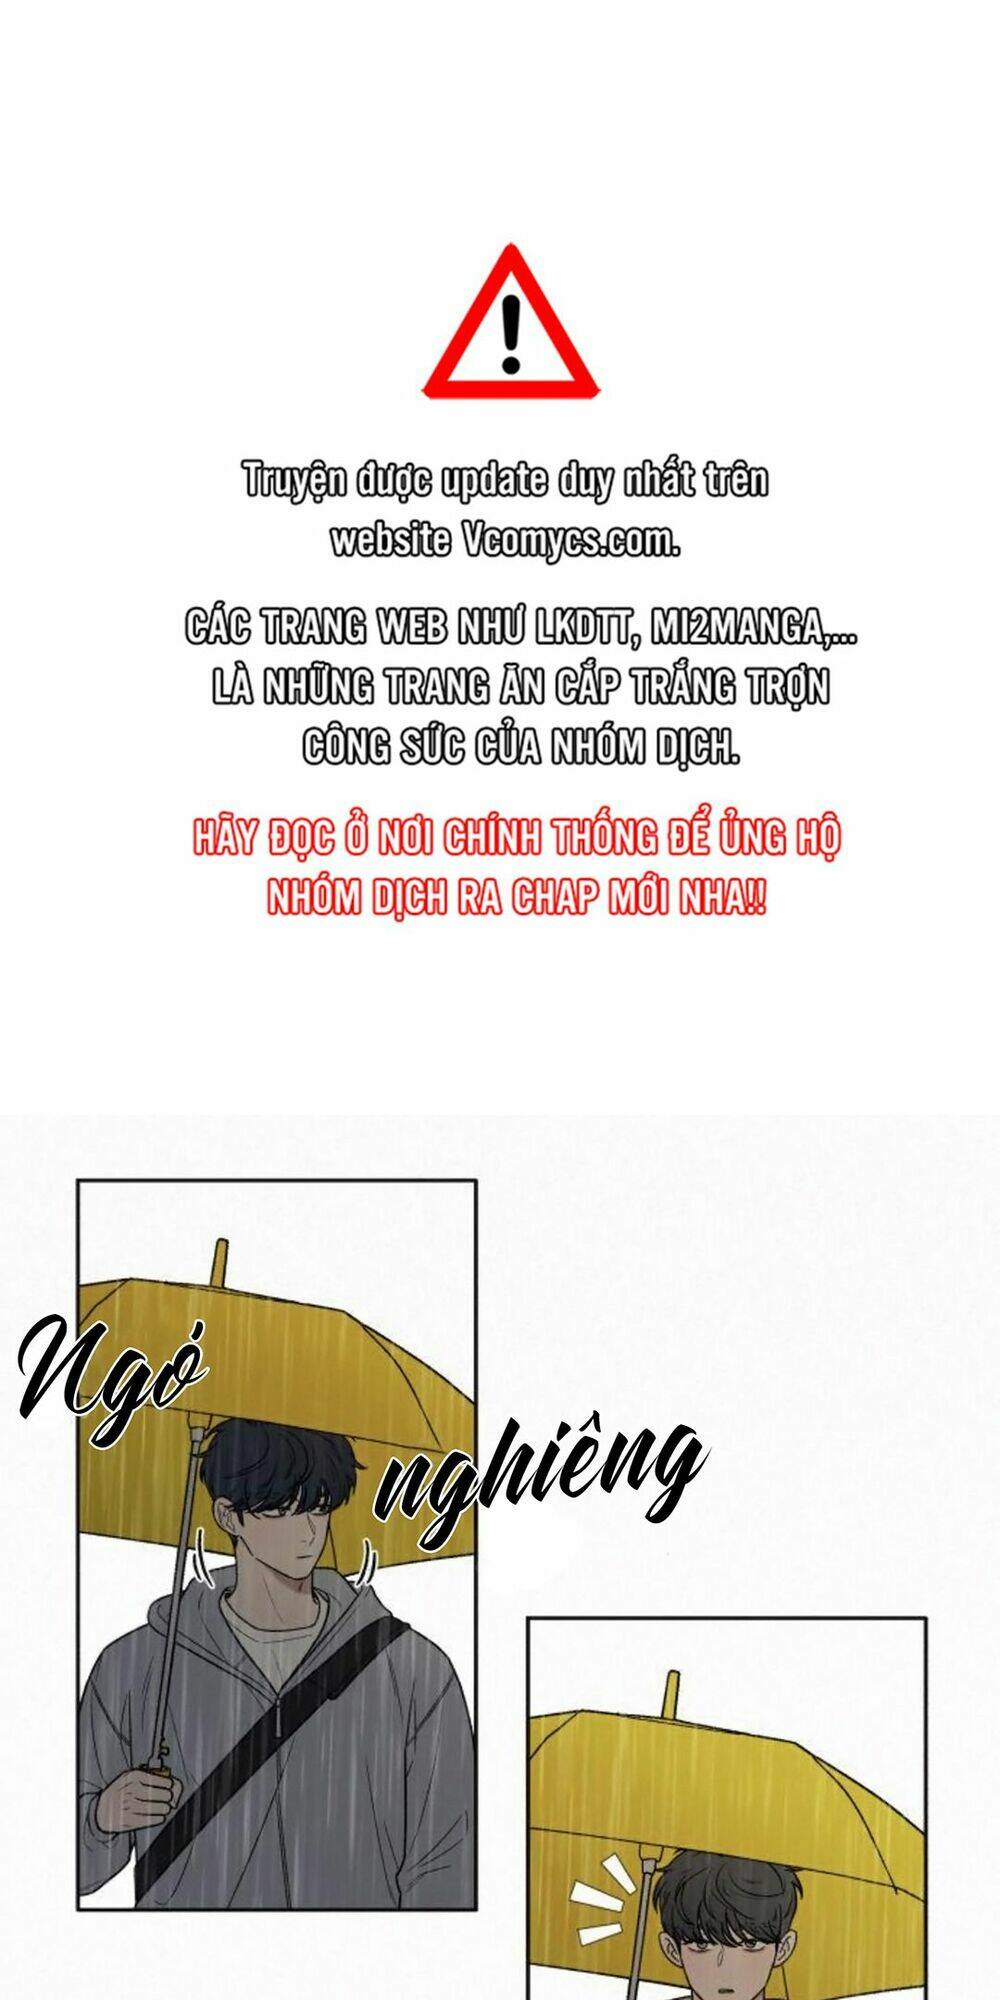 Truyện được update duy nhất trên
website Vcomycs.com.
CÁC TRANG WEB NHƯ LKDTT, MI2MANGA,...
LÀ NHỮNG TRANG ĂN CẮP TRẮNG TRỢN
CÔNG SỨC CỦA NHÓM DỊCH.
HÃY ĐỌC Ở NƠI CHÍNH THỐNG ĐỂ ỦNG HỘ
NHÓM DỊCH RA CHAP MỚI NHA!!
Ngó
nghiêng